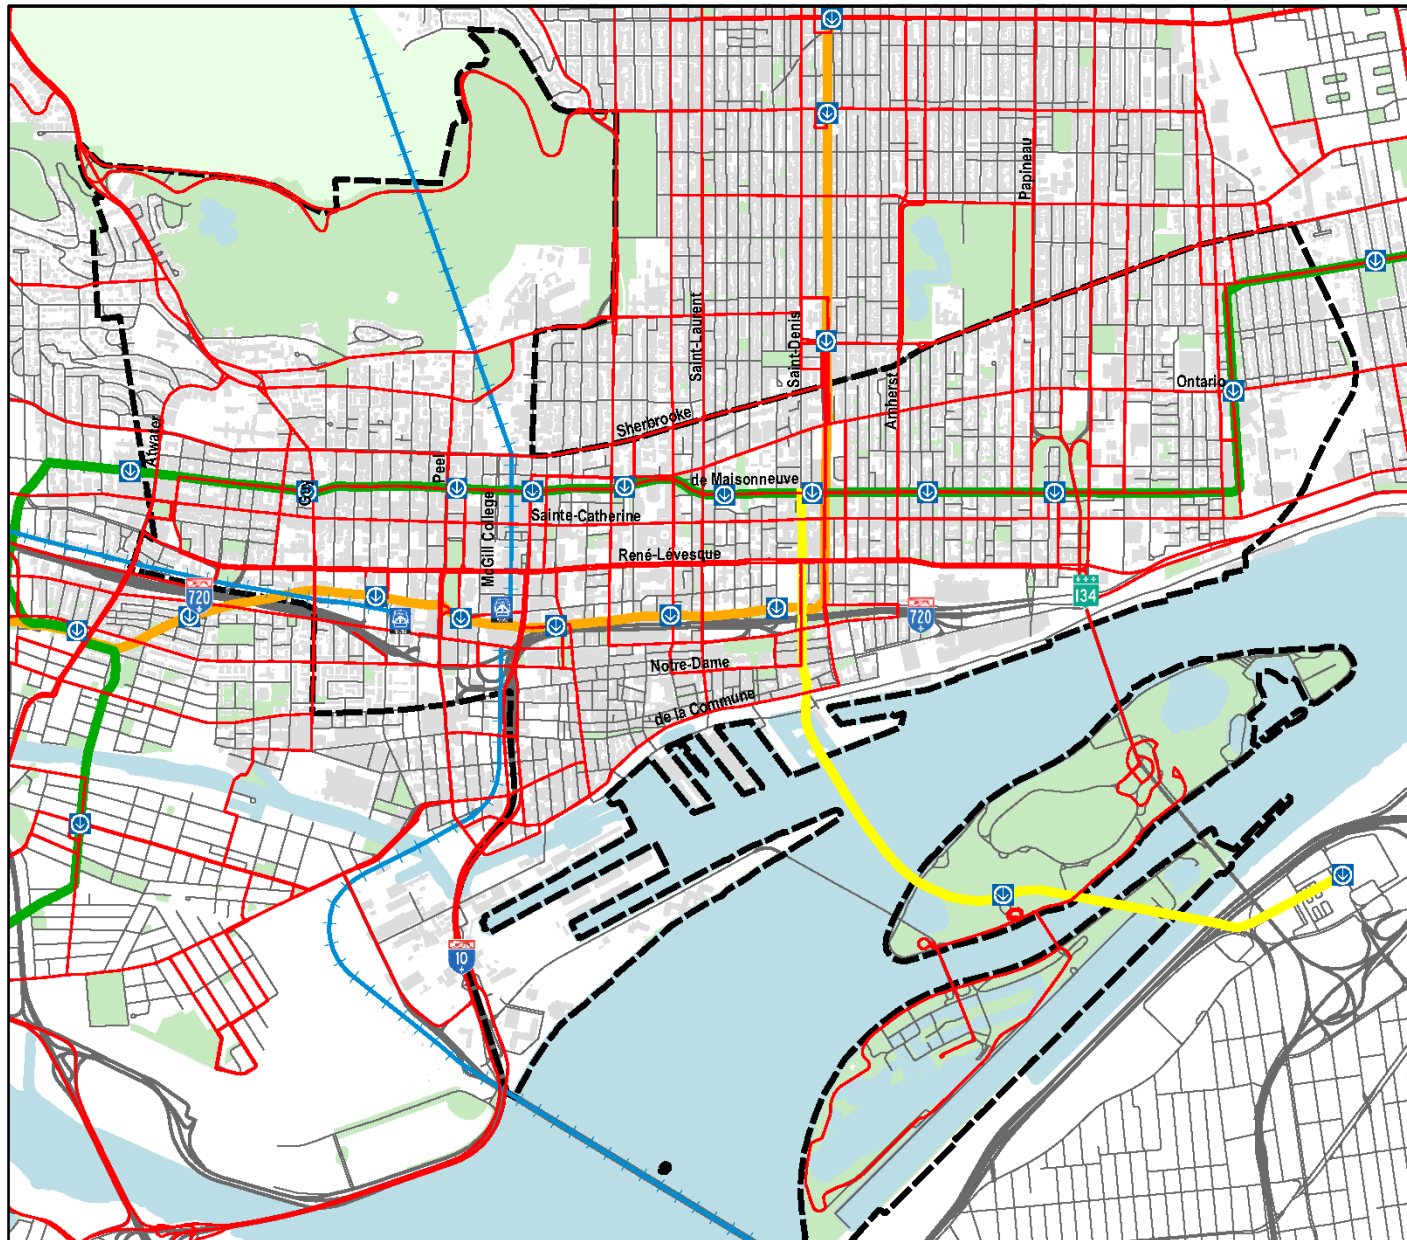 Papineau
Saint-Laurent
Saint-Denis
Amherst
Ontario
Sherbrooke
Atwater
Peel
Guy
de Maisonneuve
McGill College
Sainte-Catherine
René-Lévesque
720
720
134
Notre-Dame
de la Commune
10